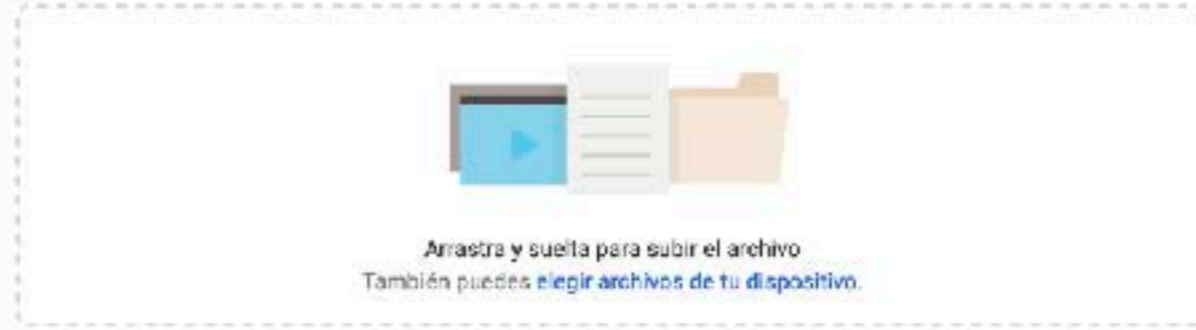 Arrastra y suelta para subir el archivo
También puedes elegir archivos de tu dispositivo.